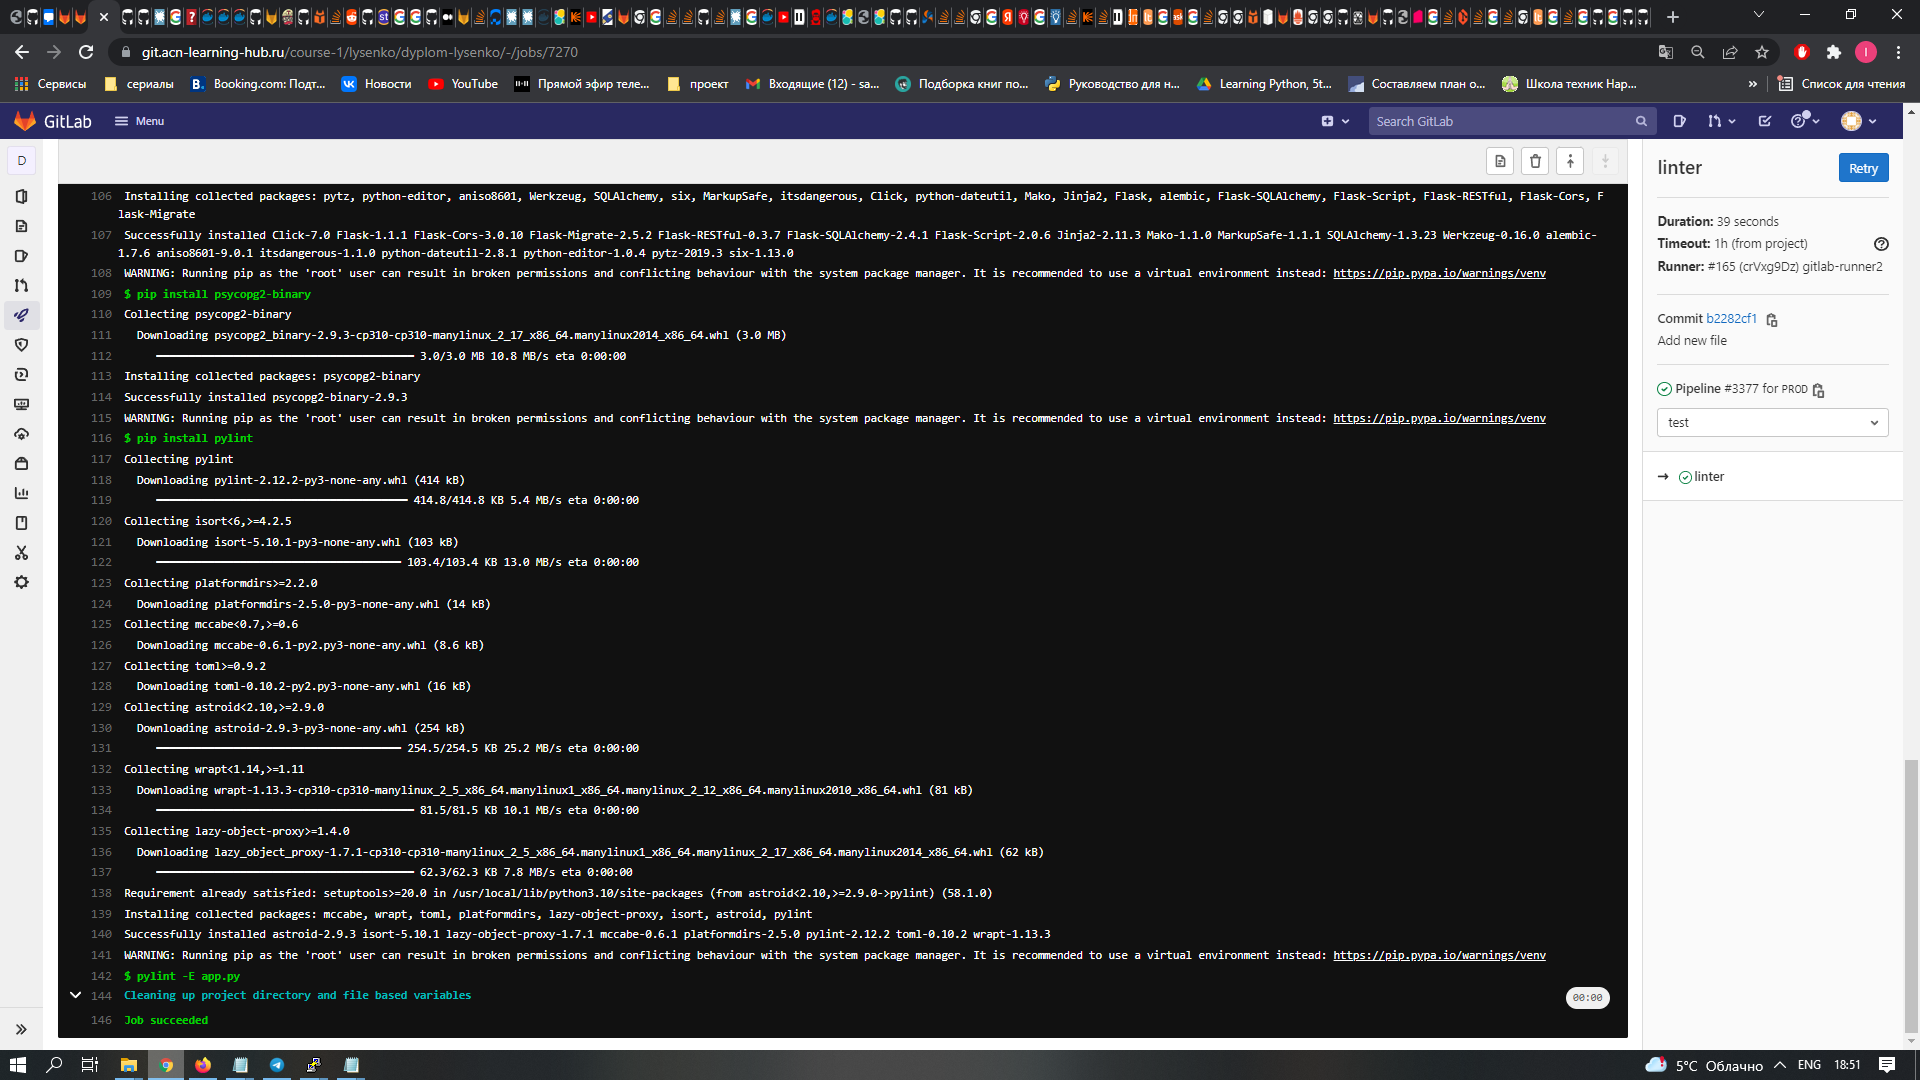 git.acn-learning-hub.ru/course-1/lysenko/dyplom-lysenko/-/jobs/7270
Сервисы
сериалы
Booking.com: Подт...
Новости
YouTube
Прямой эфир теле...
проект
Входящие (12) - sa...
Подборка книг по...
Руководство для н...
Learning Python, 5t...
Составляем план о...
Школа техник Нар...
»
Список для чтения
GitLab
Menu
Search GitLab
D
106 Installing collected packages: pytz, python-editor, aniso8601, Werkzeug, SQLAlchemy, six, MarkupSafe, itsdangerous, Click, python-dateutil, Mako, Jinja2, Flask, alembic, Flask-SQLAlchemy, Flask-Script, Flask-RESTful, Flask-Cors, F
lask-Migrate
107 Successfully installed Click-7.0 Flask-1.1.1 Flask-Cors-3.0.10 Flask-Migrate-2.5.2 Flask-RESTful-0.3.7 Flask-SQLAlchemy-2.4.1 Flask-Script-2.0.6 Jinja2-2.11.3 Mako-1.1.0 MarkupSafe-1.1.1 SQLAlchemy-1.3.23 Werkzeug-0.16.0 alembic-
1.7.6 aniso8601-9.0.1 itsdangerous-1.1.0 python-dateutil-2.8.1 python-editor-1.0.4 pytz-2019.3 six-1.13.0
108 WARNING: Running pip as the 'root' user can result in broken permissions and conflicting behaviour with the system package manager. It is recommended to use a virtual environment instead: https://pip.pypa.io/warnings/venv
109 $ pip install psycopg2-binary
110 Collecting psycopg2-binary
111 Downloading psycopg2_binary-2.9.3-cp310-cp310-manylinux_2_17_x86_64.manylinux2014_x86_64.whl (3.0 MB)
112 3.0/3.0 MB 10.8 MB/s eta 0:00:00
113 Installing collected packages: psycopg2-binary
114 Successfully installed psycopg2-binary-2.9.3
115 WARNING: Running pip as the 'root' user can result in broken permissions and conflicting behaviour with the system package manager. It is recommended to use a virtual environment instead: https://pip.pypa.io/warnings/venv
116 $ pip install pylint
117 Collecting pylint
118 Downloading pylint-2.12.2-py3-none-any.whl (414 kB)
119 414.8/414.8 KB 5.4 MB/s eta 0:00:00
120 Collecting isort<6,>=4.2.5
121 Downloading isort-5.10.1-py3-none-any.whl (103 kB)
122 103.4/103.4 KB 13.0 MB/s eta 0:00:00
123 Collecting platformdirs>=2.2.0
124 Downloading platformdirs-2.5.0-py3-none-any.whl (14 kB)
125 Collecting mccabe<0.7,>=0.6
126 Downloading mccabe-0.6.1-py2.py3-none-any.whl (8.6 kB)
127 Collecting toml>=0.9.2
128 Downloading toml-0.10.2-py2.py3-none-any.whl (16 kB)
129 Collecting astroid<2.10,>=2.9.0
130 Downloading astroid-2.9.3-py3-none-any.whl (254 kB)
131 254.5/254.5 KB 25.2 MB/s eta 0:00:00
132 Collecting wrapt<1.14,>=1.11
133 Downloading wrapt-1.13.3-cp310-cp310-manylinux_2_5_x86_64.manylinux1_x86_64.manylinux_2_12_x86_64.manylinux2010_x86_64.whl (81 kB)
134 81.5/81.5 KB 10.1 MB/s eta 0:00:00
135 Collecting lazy-object-proxy>=1.4.0
136 Downloading lazy_object_proxy-1.7.1-cp310-cp310-manylinux_2_5_x86_64.manylinux1_x86_64.manylinux_2_17_x86_64.manylinux2014_x86_64.whl (62 kB)
137 62.3/62.3 KB 7.8 MB/s eta 0:00:00
138 Requirement already satisfied: setuptools>=20.0 in /usr/local/lib/python3.10/site-packages (from astroid<2.10,>=2.9.0->pylint) (58.1.0)
139 Installing collected packages: mccabe, wrapt, toml, platformdirs, lazy-object-proxy, isort, astroid, pylint
140 Successfully installed astroid-2.9.3 isort-5.10.1 lazy-object-proxy-1.7.1 mccabe-0.6.1 platformdirs-2.5.0 pylint-2.12.2 toml-0.10.2 wrapt-1.13.3
141 WARNING: Running pip as the 'root' user can result in broken permissions and conflicting behaviour with the system package manager. It is recommended to use a virtual environment instead: https://pip.pypa.io/warnings/venv
142 $ pylint -E app.py
144 Cleaning up project directory and file based variables
00:00
146 Job succeeded
linter
Retry
Duration: 39 seconds
Timeout: 1h (from project)
Runner: #165 (crVxg9Dz) gitlab-runner2
Commit b2282cf1
Add new file
Pipeline #3377 for PROD
test
→ linter
5°C Облачно
ENG
18:51